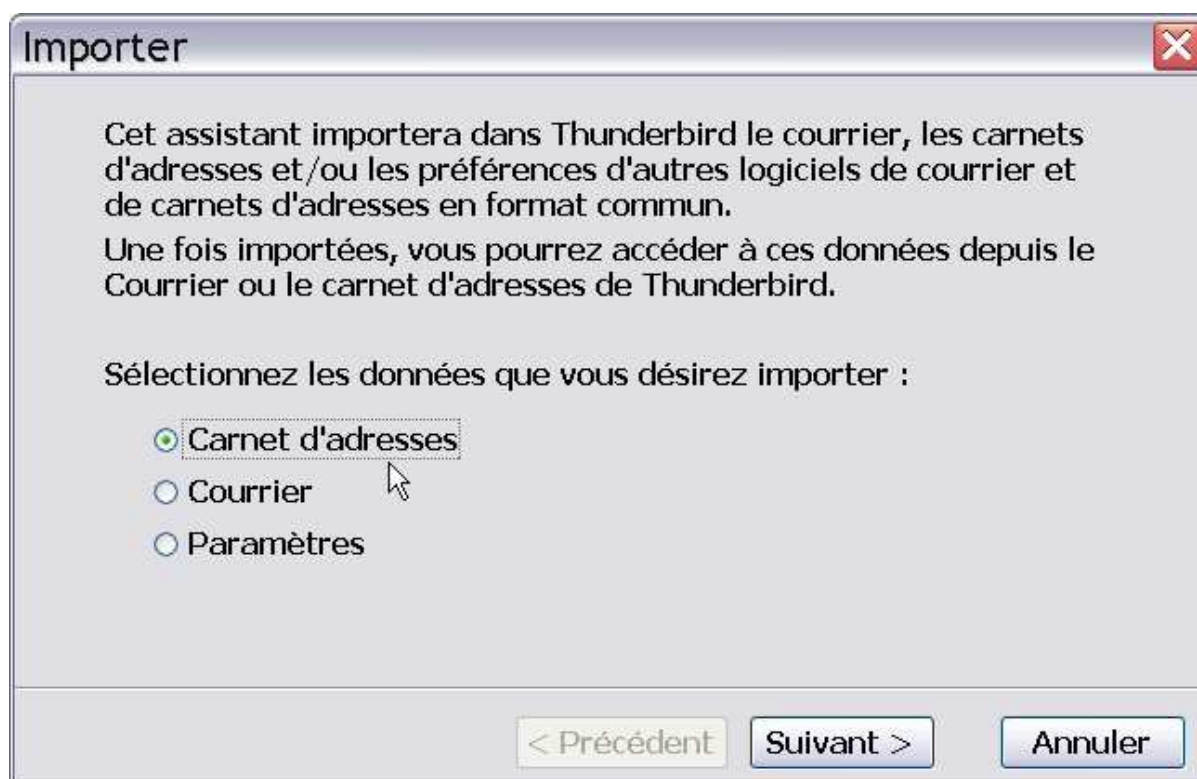 Importer
Cet assistant importera dans Thunderbird le courrier, les carnets
d'adresses et/ou les préférences d'autres logiciels de courrier et
de carnets d'adresses en format commun.
Une fois importées, vous pourrez accéder à ces données depuis le
Courrier ou le carnet d'adresses de Thunderbird.
Sélectionnez les données que vous désirez importer :
Carnet d'adresses
Courrier
Paramètres
< Précédent Suivant > Annuler